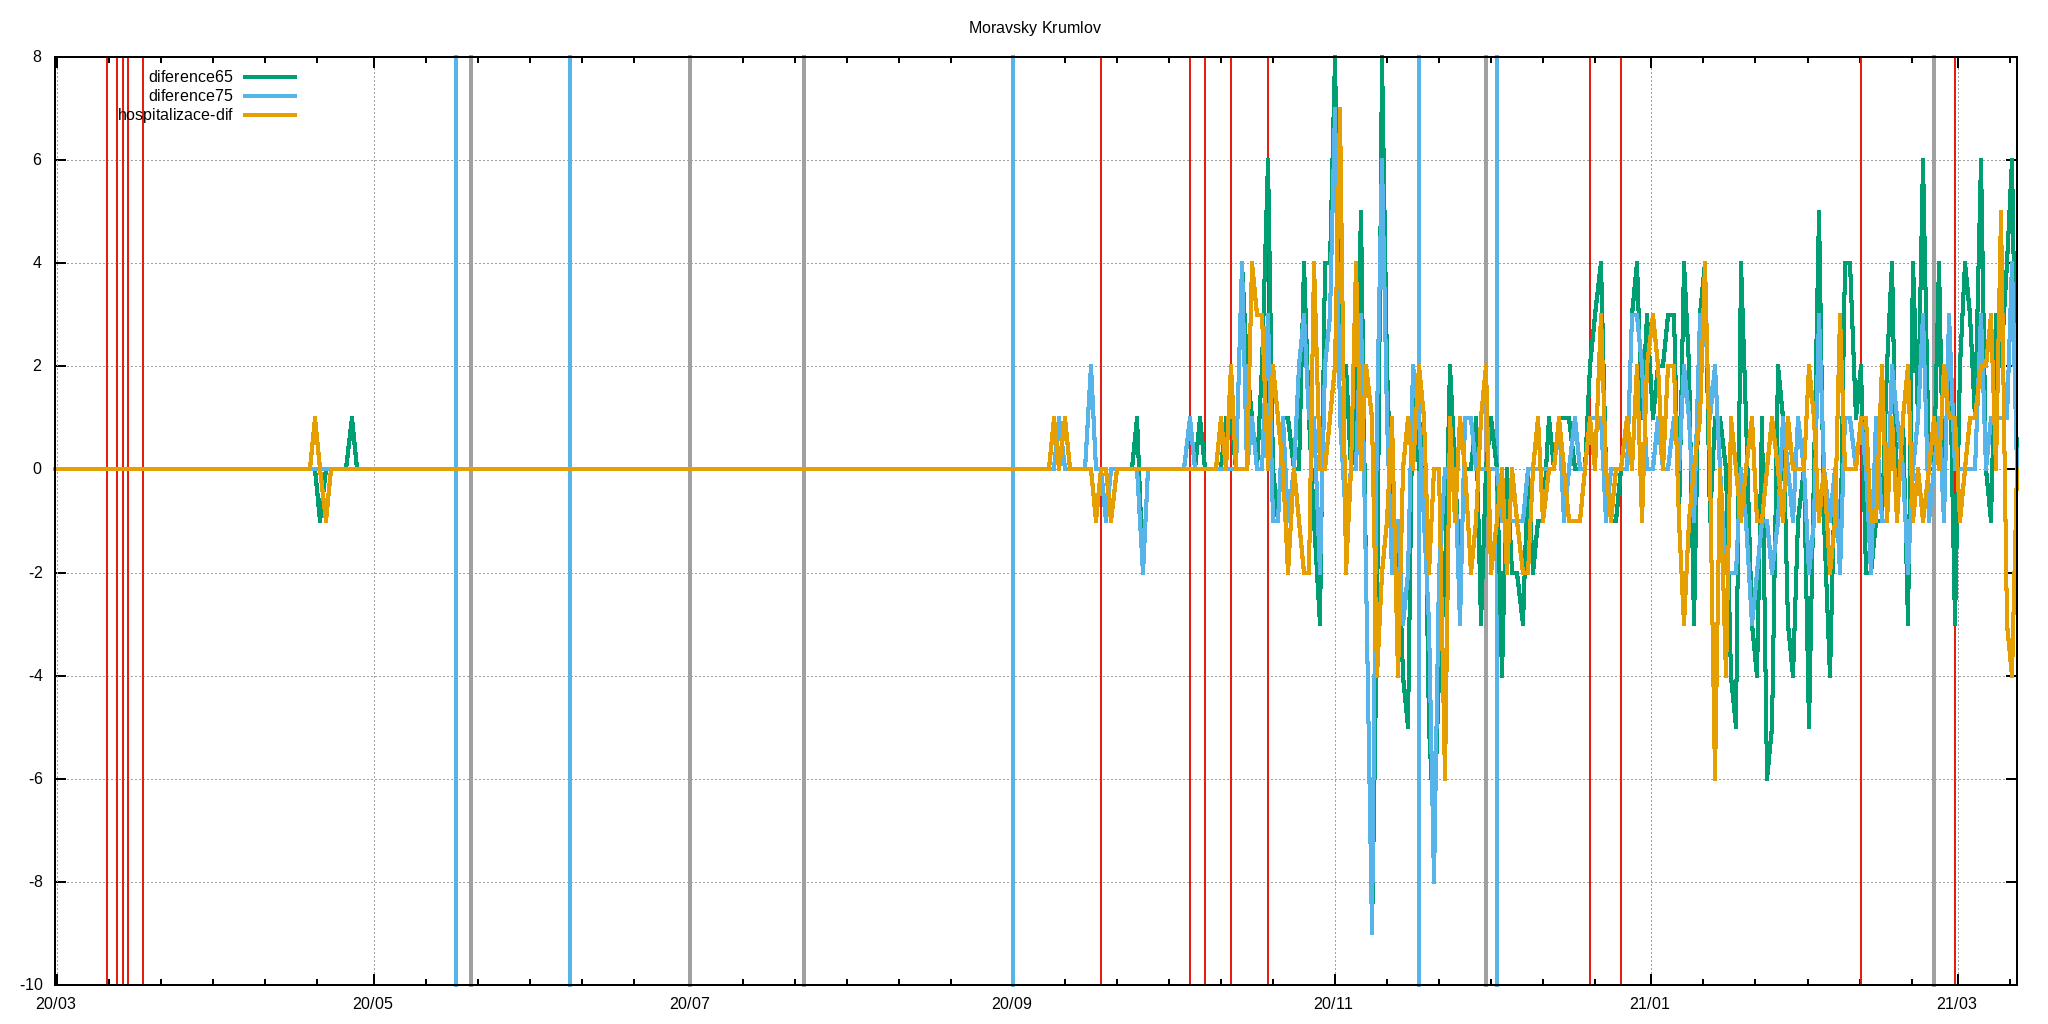 Moravsky Krumlov
8
diference65
diference75
hospitalizace-dif
6
4
2
0
-2
-4
-6
-8
-10
20/03 20/05 20/07 20/09 20/11 21/01 21/03